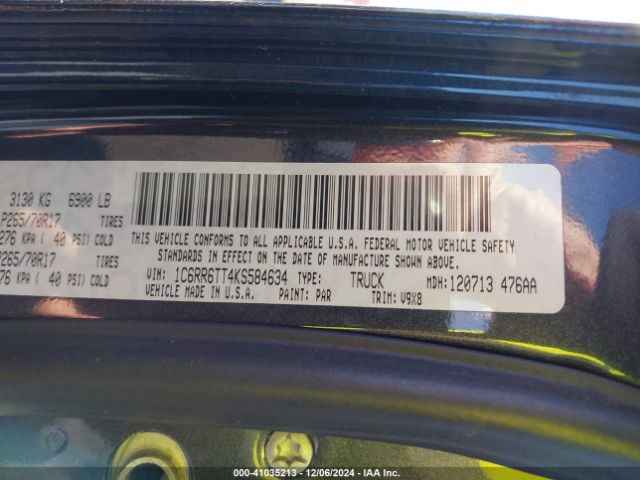 3130 KG 6900 LB
P265/70R17 TIRES
276 KPA ( 40 PSI) COLD
P265/70R17 TIRES
276 KPA ( 40 PSI) COLD
THIS VEHICLE CONFORMS TO ALL APPLICABLE U.S.A. FEDERAL MOTOR VEHICLE SAFETY
STANDARDS IN EFFECT ON THE DATE OF MANUFACTURE SHOWN ABOVE.
VIN: 1C6RR6TT4KS584634 TYPE: TRUCK MDH: 120713 476AA
VEHICLE MADE IN U.S.A. PAINT: PAR TRIM: V9X8
000-41035213 - 12/06/2024 - IAA Inc.